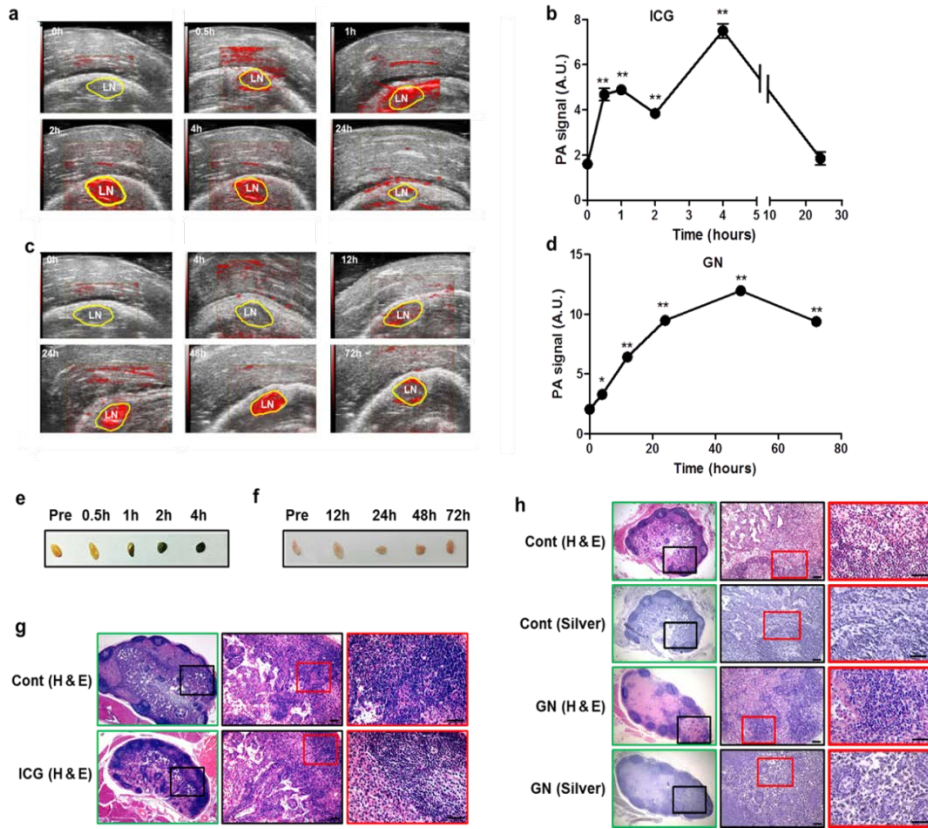 a
0h
LN
0.5h
LN
1h
LN
2h
LN
4h
LN
24h
LN
b
ICG
PA signal (A.U.)
8
6
4
2
0
**
**
**
**
0 1 2 3 4 5 10 20 30
Time (hours)
c
0h
LN
4h
LN
12h
LN
24h
LN
48h
LN
72h
LN
d
GN
PA signal (A.U.)
15
10
5
0
*
**
**
**
**
0 20 40 60 80
Time (hours)
e
Pre 0.5h 1h 2h 4h
f
Pre 12h 24h 48h 72h
g
Cont (H & E)
ICG (H & E)
h
Cont (H & E)
Cont (Silver)
GN (H & E)
GN (Silver)